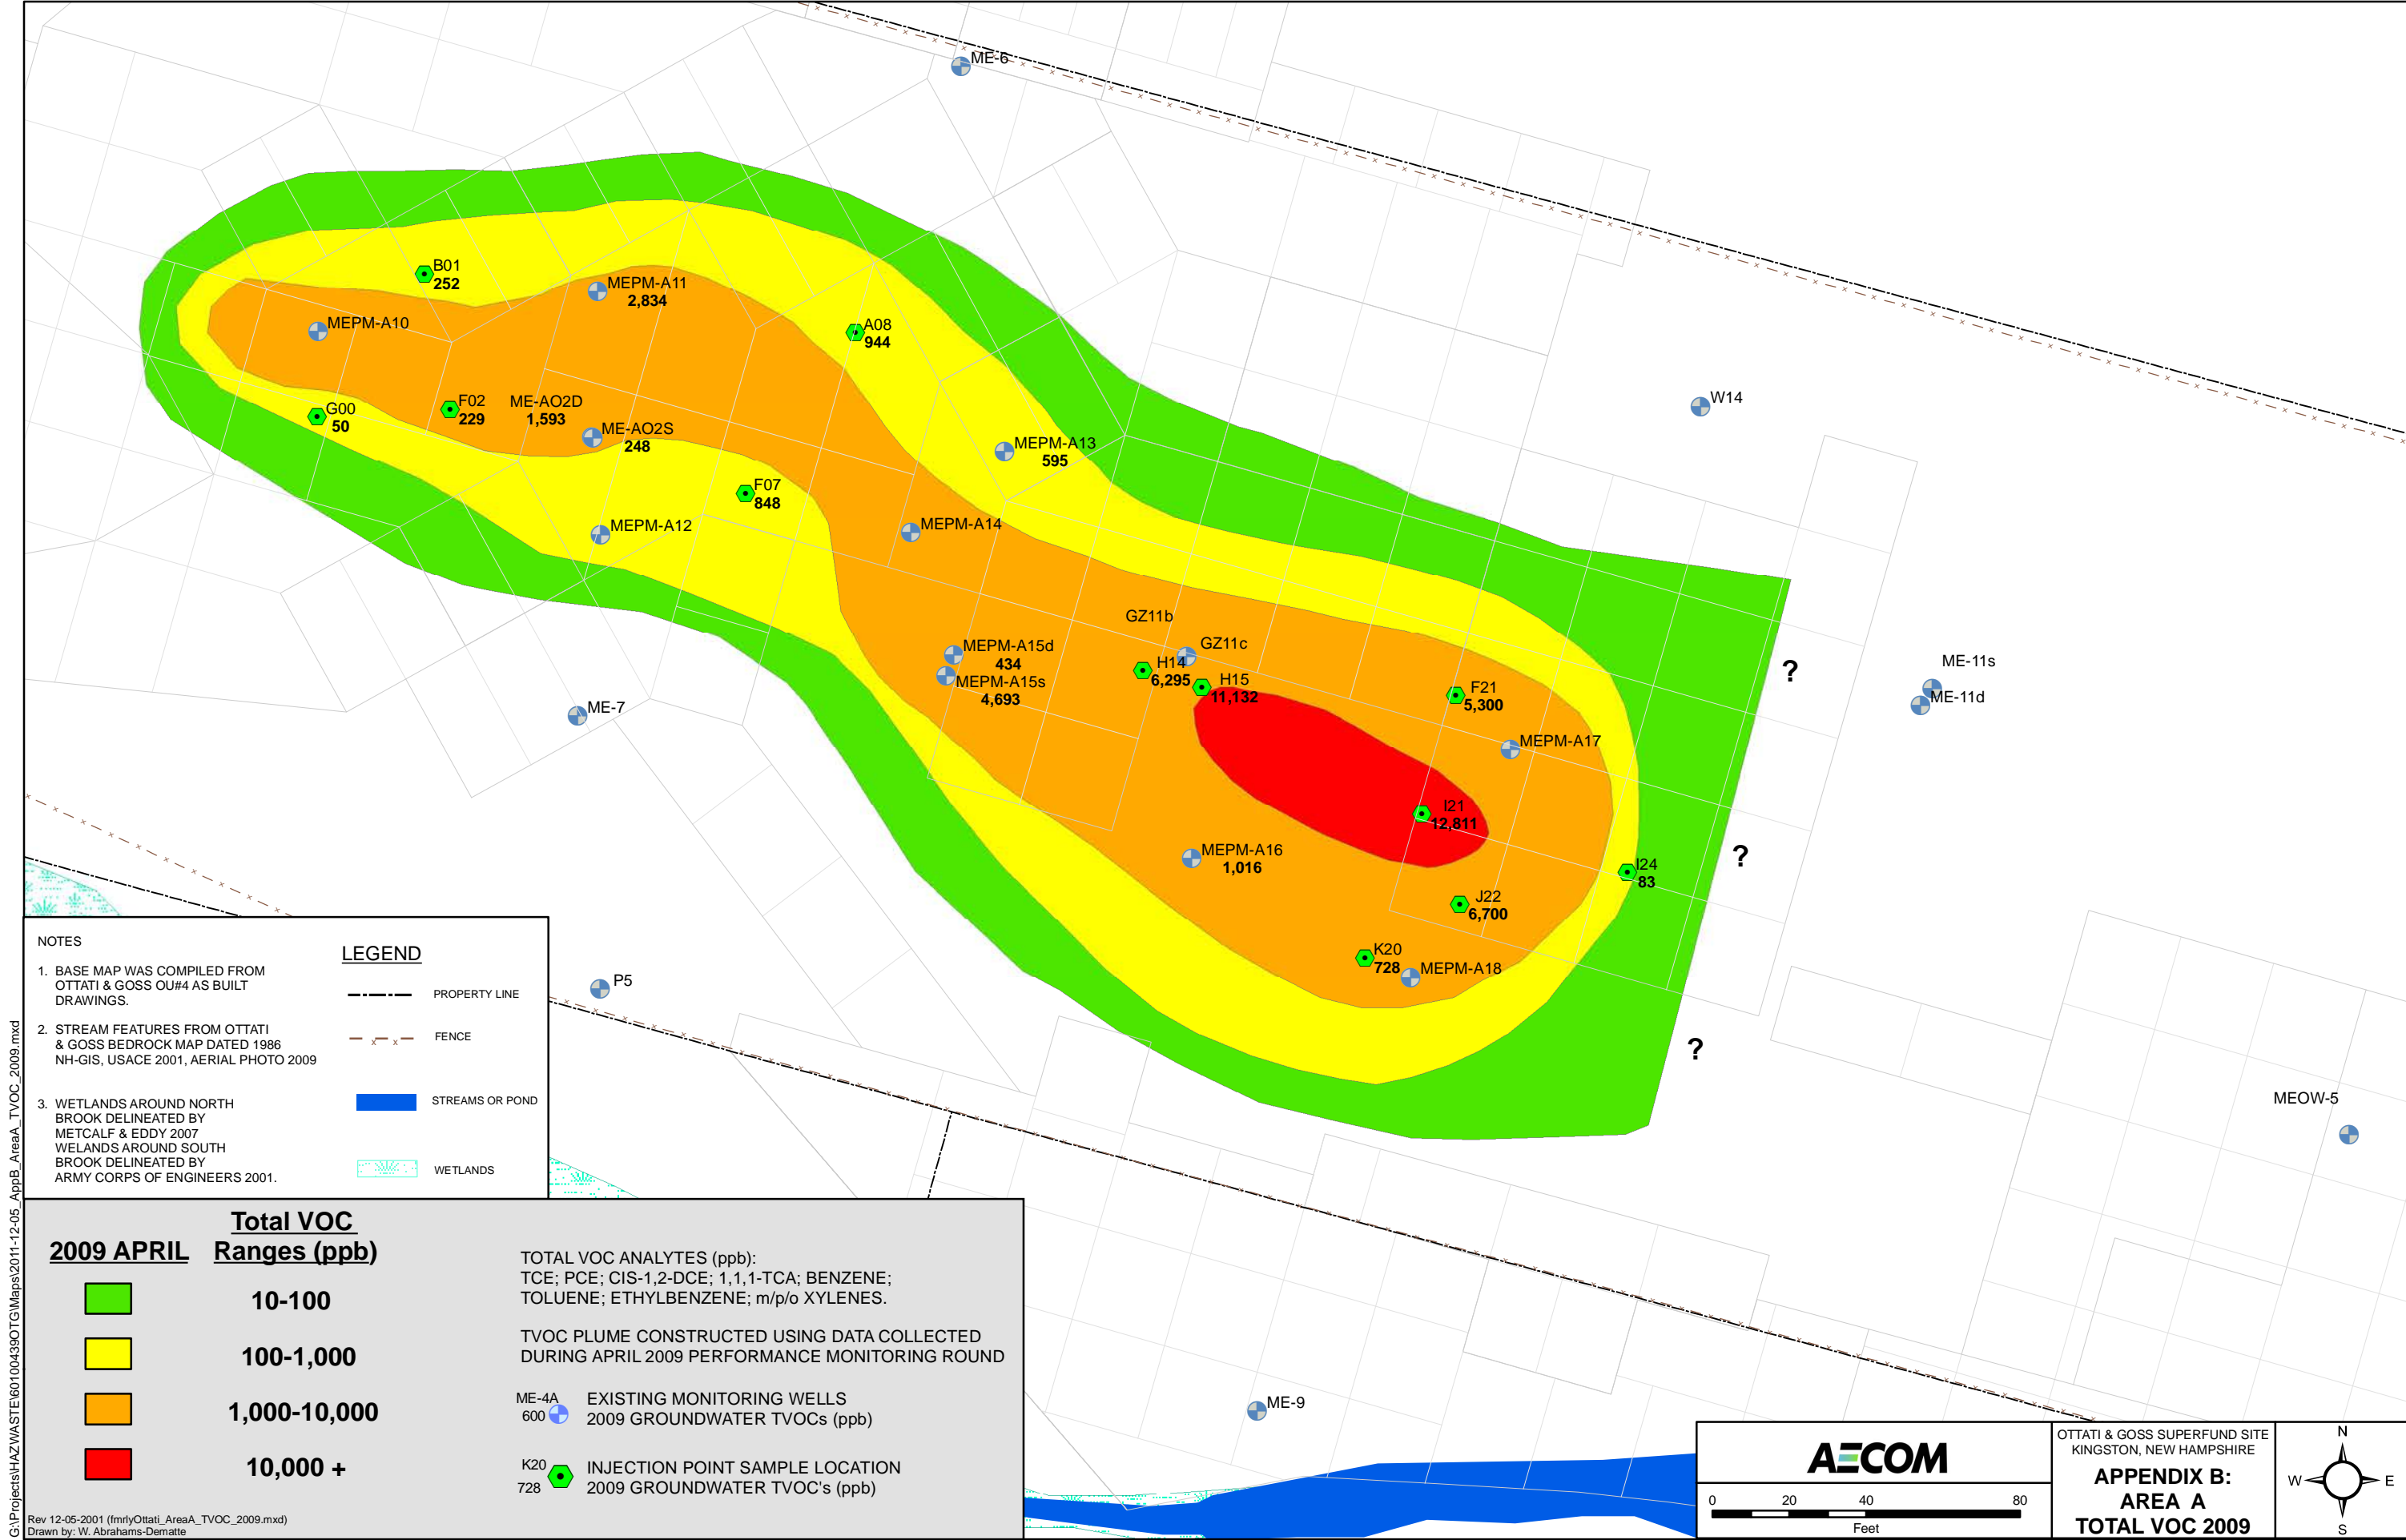 ME-6
B01
252
MEPM-A11
2,834
MEPM-A10
A08
944
W14
G00
50
F02
229
ME-AO2D
1,593
ME-AO2S
248
MEPM-A13
595
F07
848
MEPM-A12
MEPM-A14
GZ11b
GZ11c
MEPM-A15d
434
MEPM-A15s
4,693
H14
6,295
H15
11,132
F21
5,300
?
ME-11s
ME-11d
ME-7
MEPM-A17
I21
12,811
MEPM-A16
1,016
?
I24
83
J22
6,700
K20
728
MEPM-A18
P5
?
MEOW-5
ME-9
NOTES
1. BASE MAP WAS COMPILED FROM
OTTATI & GOSS OU#4 AS BUILT
DRAWINGS.
2. STREAM FEATURES FROM OTTATI
& GOSS BEDROCK MAP DATED 1986
NH-GIS, USACE 2001, AERIAL PHOTO 2009
3. WETLANDS AROUND NORTH
BROOK DELINEATED BY
METCALF & EDDY 2007
WELANDS AROUND SOUTH
BROOK DELINEATED BY
ARMY CORPS OF ENGINEERS 2001.
LEGEND
PROPERTY LINE
FENCE
STREAMS OR POND
WETLANDS
G:\Projects\HAZWASTE\60100439OTG\Maps\2011-12-05_AppB_AreaA_TVOC_2009.mxd
2009 APRIL
Total VOC
Ranges (ppb)
10-100
100-1,000
1,000-10,000
10,000 +
TOTAL VOC ANALYTES (ppb):
TCE; PCE; CIS-1,2-DCE; 1,1,1-TCA; BENZENE;
TOLUENE; ETHYLBENZENE; m/p/o XYLENES.
TVOC PLUME CONSTRUCTED USING DATA COLLECTED
DURING APRIL 2009 PERFORMANCE MONITORING ROUND
ME-4A
600
EXISTING MONITORING WELLS
2009 GROUNDWATER TVOCs (ppb)
K20
728
INJECTION POINT SAMPLE LOCATION
2009 GROUNDWATER TVOC's (ppb)
Rev 12-05-2001 (fmrlyOttati_AreaA_TVOC_2009.mxd)
Drawn by: W. Abrahams-Dematte
AECOM
0 20 40 80
Feet
OTTATI & GOSS SUPERFUND SITE
KINGSTON, NEW HAMPSHIRE
APPENDIX B:
AREA A
TOTAL VOC 2009
N
W E
S